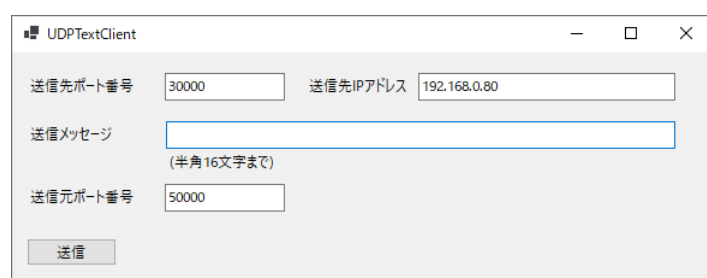 UDPTextClient
送信先ポート番号 30000 送信先IPアドレス 192.168.0.80
送信メッセージ
(半角16文字まで)
送信元ポート番号 50000
送信